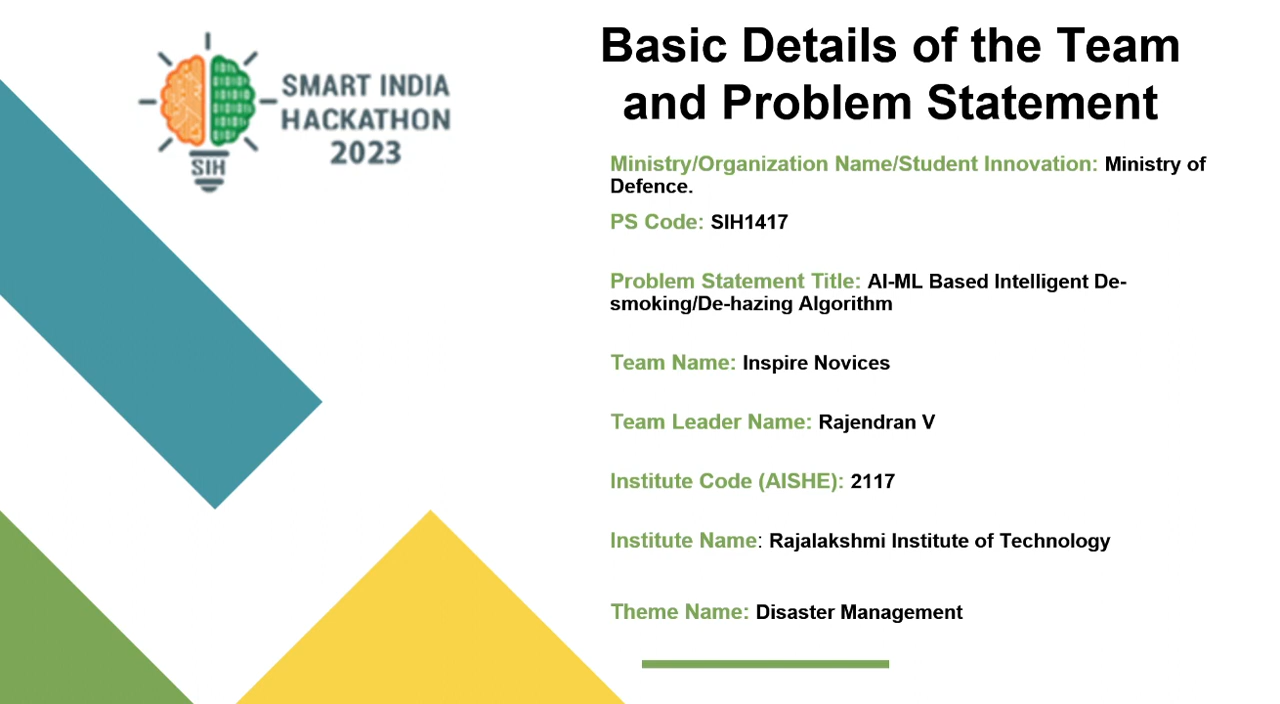 SMART INDIA
HACKATHON
2023
SIH
Basic Details of the Team
and Problem Statement
Ministry/Organization Name/Student Innovation: Ministry of
Defence.
PS Code: SIH1417
Problem Statement Title: AI-ML Based Intelligent De-
smoking/De-hazing Algorithm
Team Name: Inspire Novices
Team Leader Name: Rajendran V
Institute Code (AISHE): 2117
Institute Name: Rajalakshmi Institute of Technology
Theme Name: Disaster Management